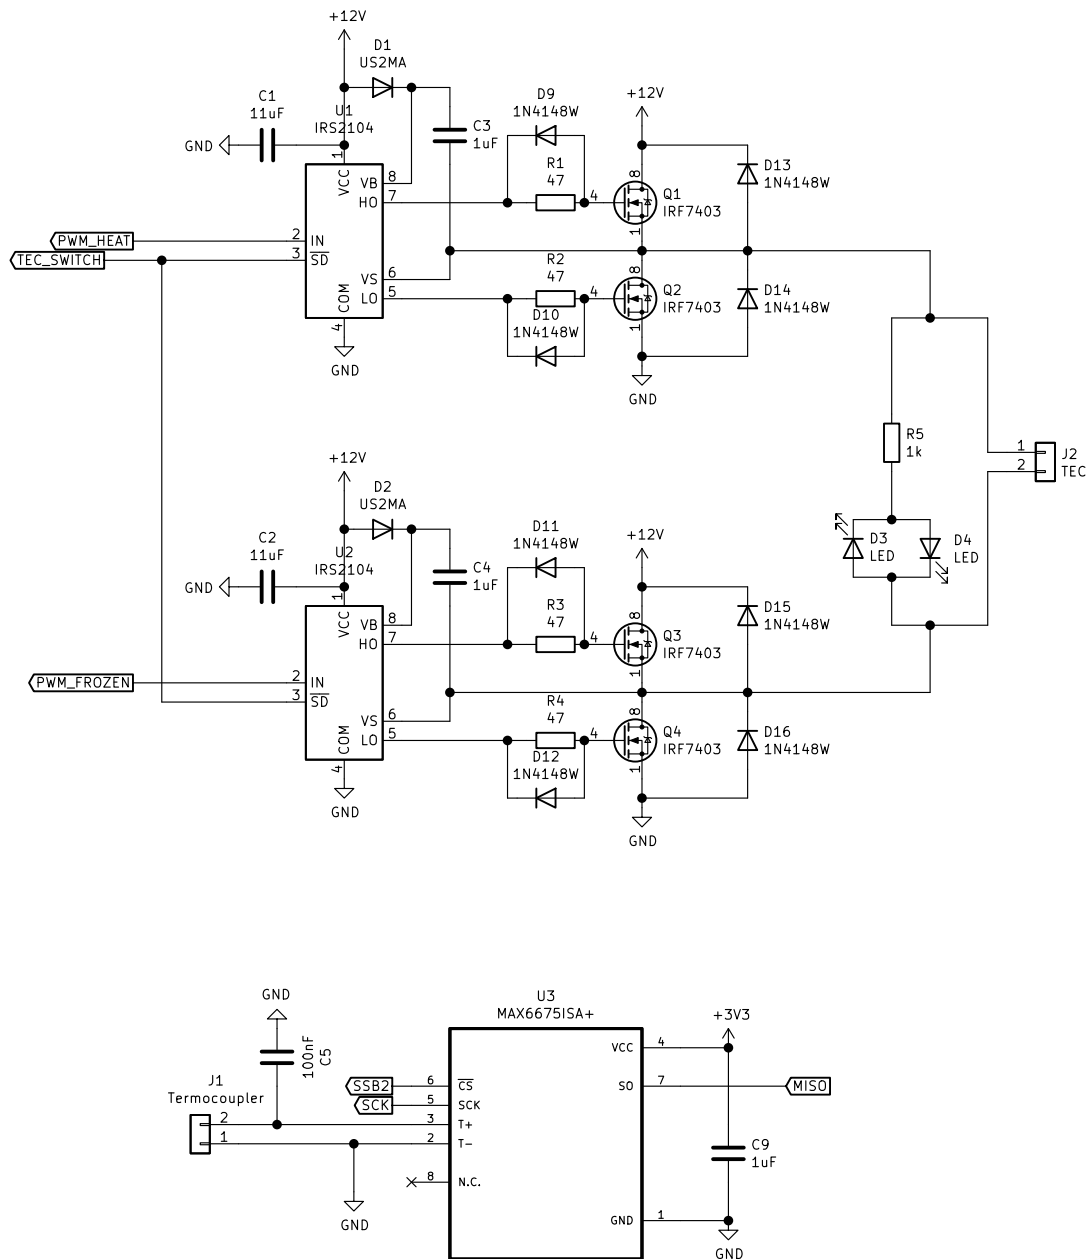 +12V
D1
US2MA
C1
11uF
GND
U1
IRS2104
1
VCC
VB 8
HO 7
C3
1uF
D9
1N4148W
R1
47
4
+12V
8
Q1
IRF7403
1
D13
1N4148W
PWM_HEAT
2 IN
TEC_SWITCH
3 SD
VS 6
LO 5
COM
4
GND
R2
47
4
D10
1N4148W
8
Q2
IRF7403
1
D14
1N4148W
GND
R5
1k
1
2
J2
TEC
D3
LED
D4
LED
+12V
D2
US2MA
C2
11uF
GND
U2
IRS2104
1
VCC
VB 8
HO 7
C4
1uF
D11
1N4148W
R3
47
4
+12V
8
Q3
IRF7403
1
D15
1N4148W
PWM_FROZEN
2 IN
3 SD
VS 6
LO 5
COM
4
GND
R4
47
4
D12
1N4148W
8
Q4
IRF7403
1
D16
1N4148W
GND
GND
100nF
C5
J1
Termocoupler
2
1
GND
U3
MAX6675ISA+
SSB2 6 CS
SCK 5 SCK
3 T+
2 T-
8 N.C.
VCC 4
SO 7
MISO
GND 1
+3V3
C9
1uF
GND